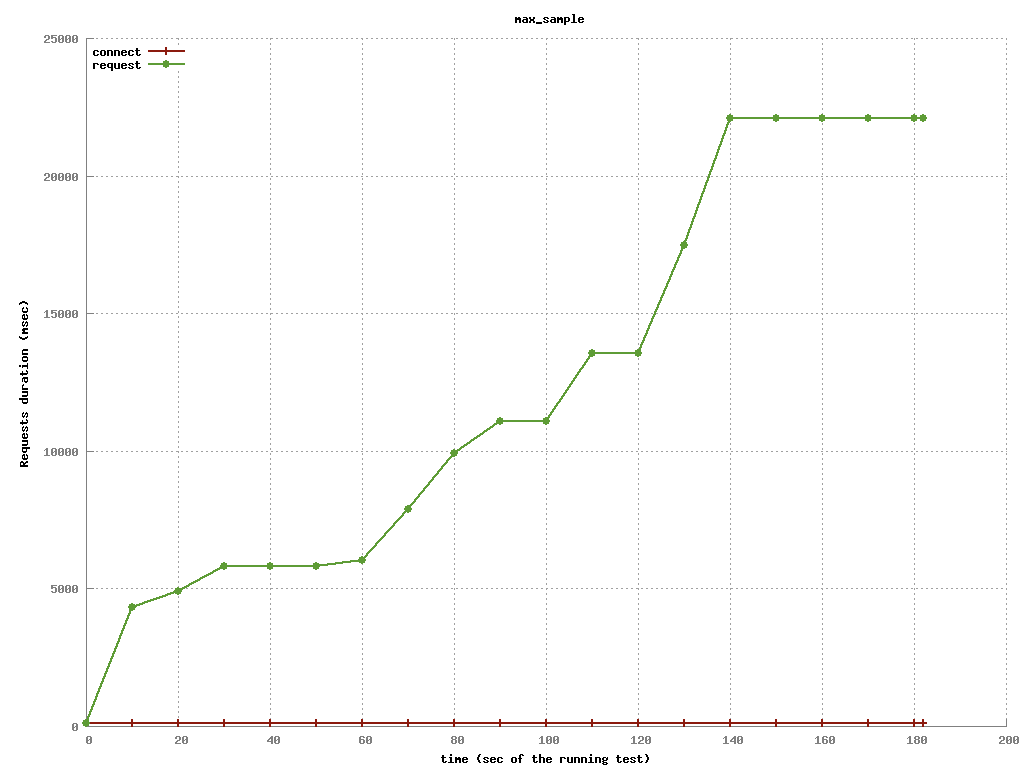 max_sample
25000
connect
request
20000
15000
Requests duration (msec)
10000
5000
0
0 20 40 60 80 100 120 140 160 180 200
time (sec of the running test)